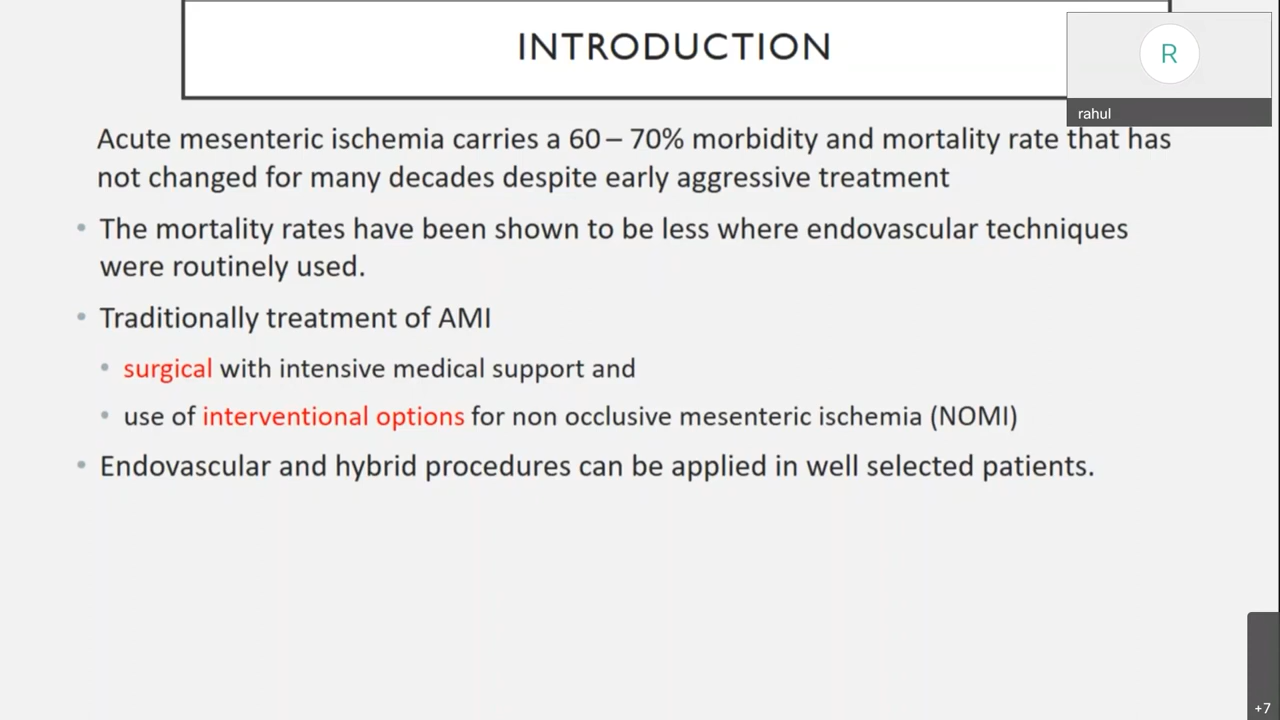 INTRODUCTION
R
rahul
Acute mesenteric ischemia carries a 60 – 70% morbidity and mortality rate that has
not changed for many decades despite early aggressive treatment
• The mortality rates have been shown to be less where endovascular techniques
were routinely used.
• Traditionally treatment of AMI
• surgical with intensive medical support and
• use of interventional options for non occlusive mesenteric ischemia (NOMI)
• Endovascular and hybrid procedures can be applied in well selected patients.
+7